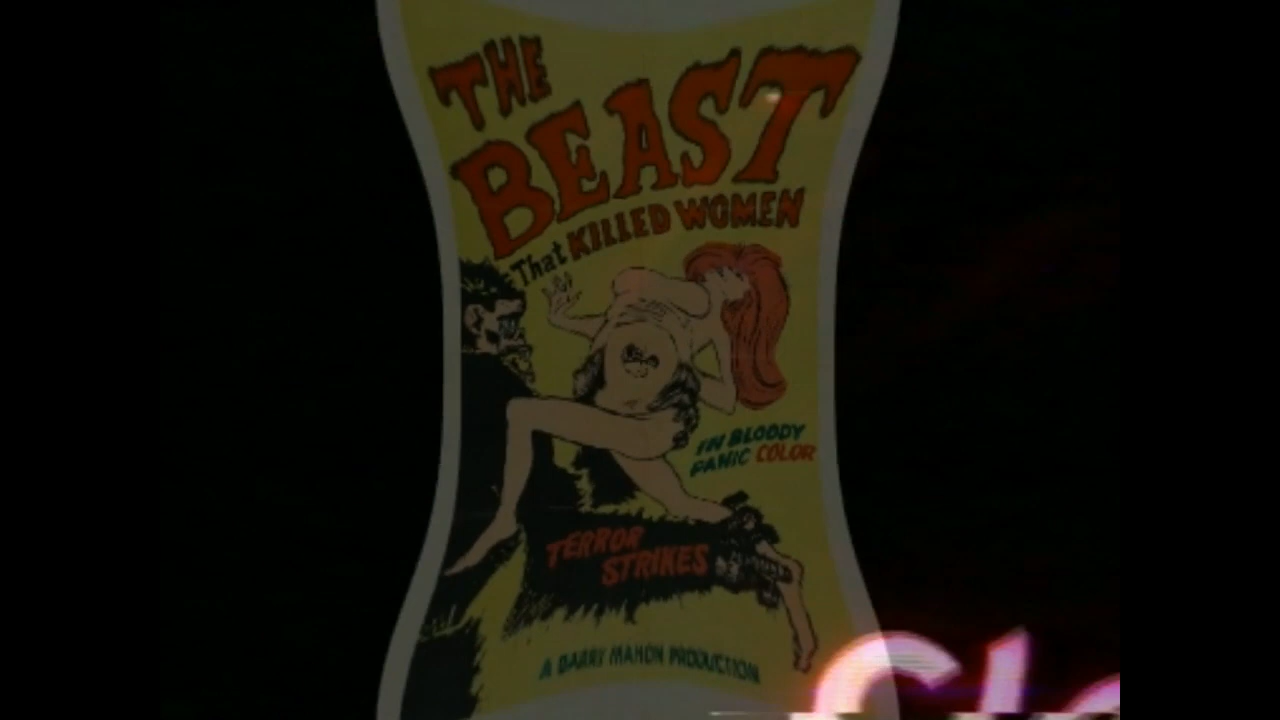 THE
BEAST
That KILLED WOMEN
IN BLOODY
PANIC COLOR
TERROR
STRIKES
A BARRY MAHON PRODUCTION